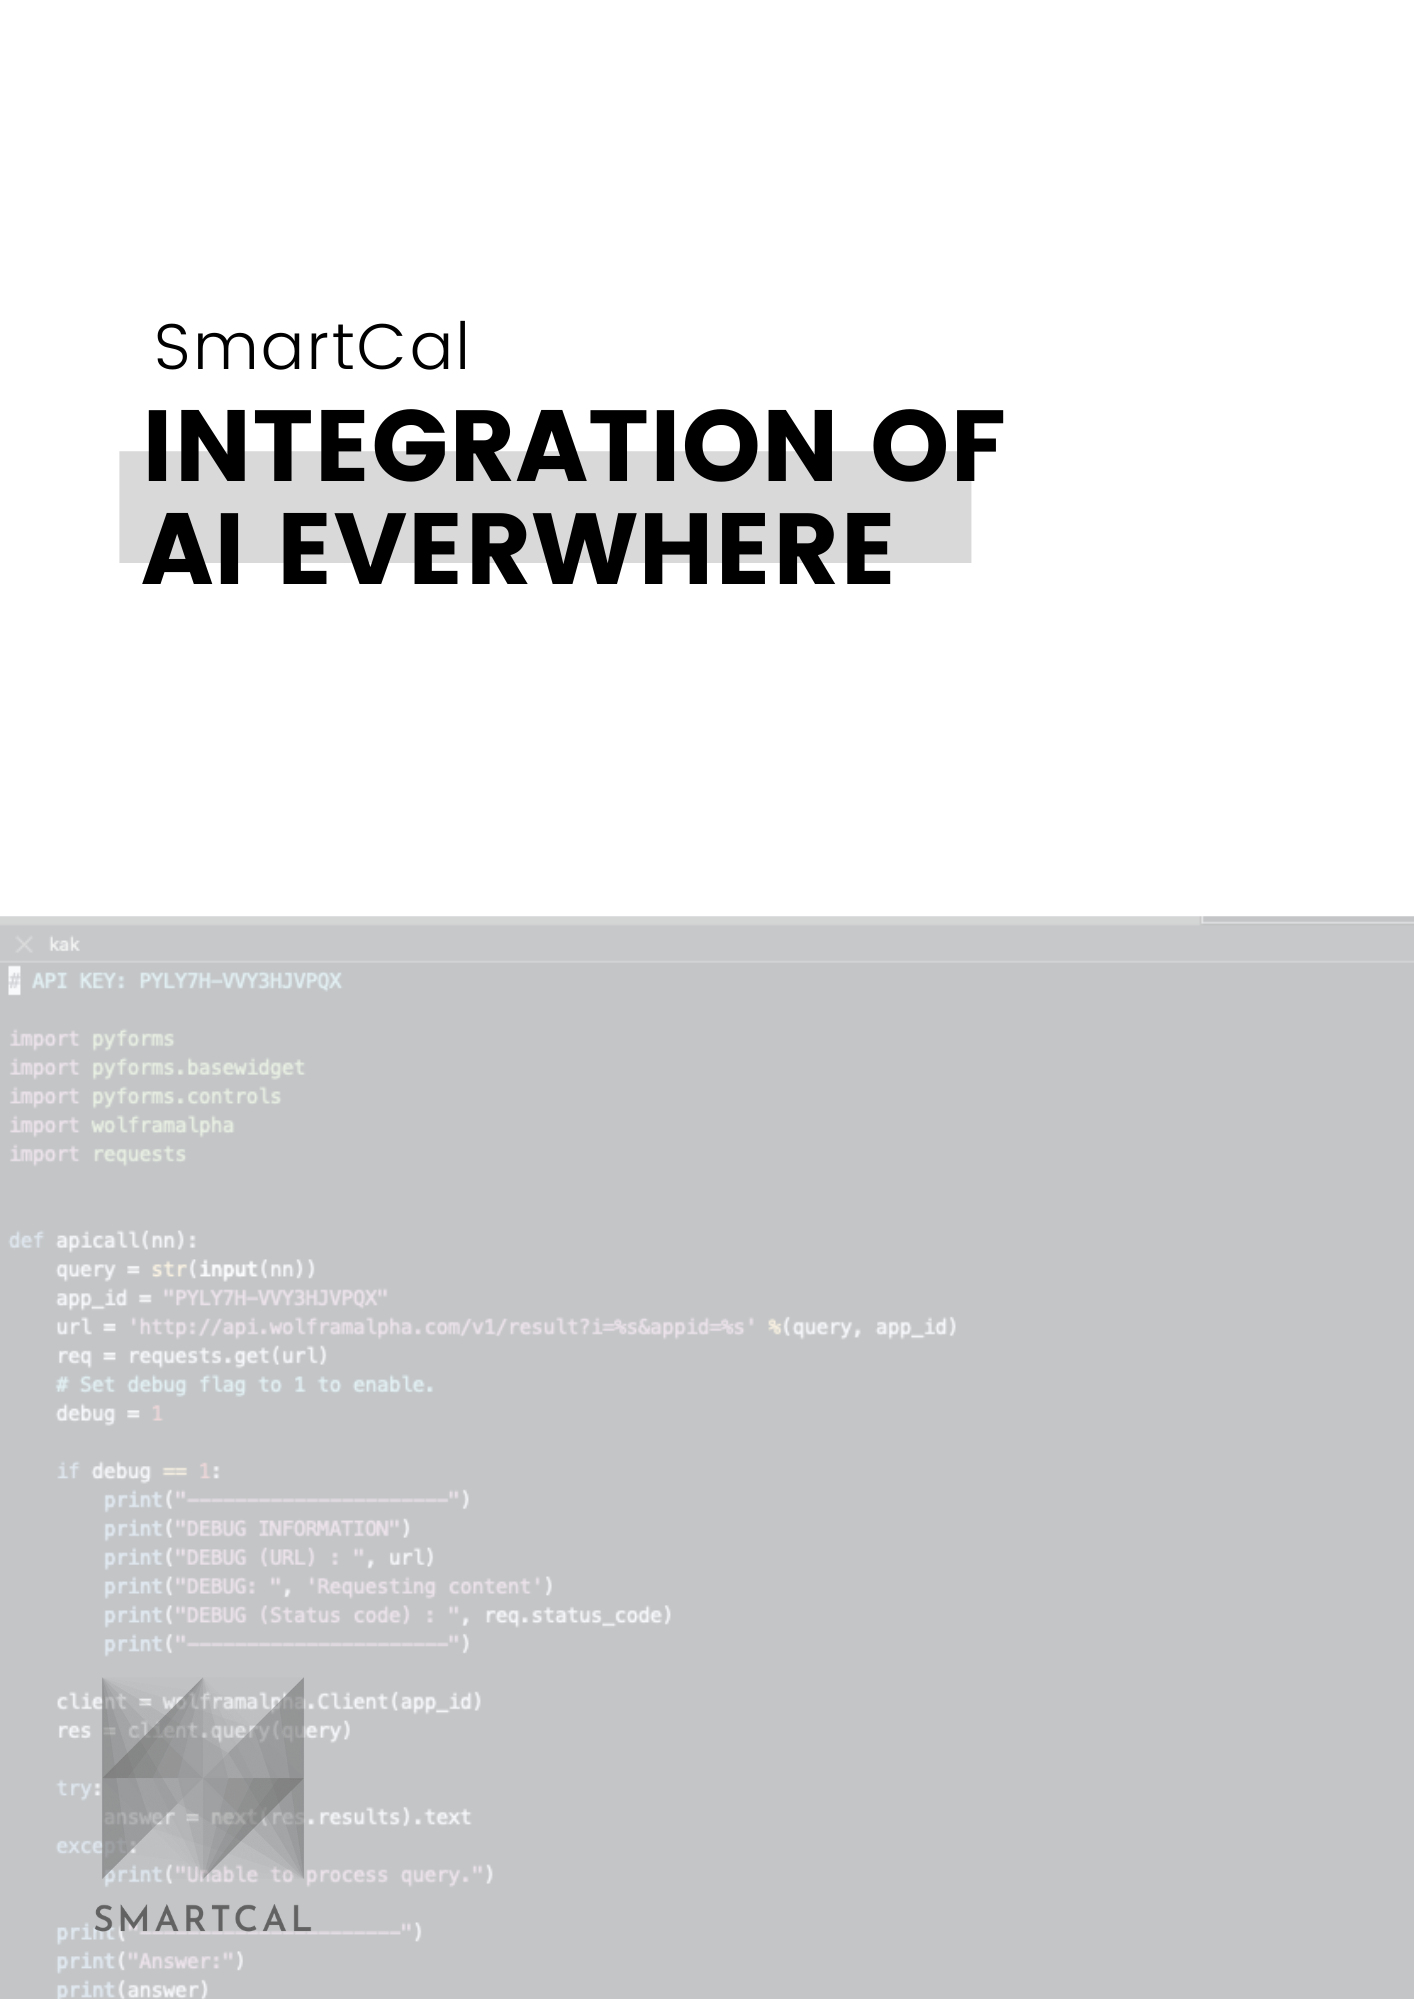 SmartCal
INTEGRATION OF
AI EVERWHERE
kak
# API KEY: PYLY7H-VVY3HJVPQX
import pyforms
import pyforms.basewidget
import pyforms.controls
import wolframalpha
import requests
def apicall(nn):
query = str(input(nn))
app_id = "PYLY7H-VVY3HJVPQX"
url = 'http://api.wolframalpha.com/v1/result?i=%s&appid=%s' %(query, app_id)
req = requests.get(url)
# Set debug flag to 1 to enable.
debug = 1
if debug == 1:
print("----------------------")
print("DEBUG INFORMATION")
print("DEBUG (URL) : ", url)
print("DEBUG: ", 'Requesting content')
print("DEBUG (Status code) : ", req.status_code)
print("----------------------")
client = wolframalpha.Client(app_id)
res = client.query(query)
try:
answer = next(res.results).text
except:
print("Unable to process query.")
SMARTCAL
print("----------------------")
print("Answer:")
print(answer)